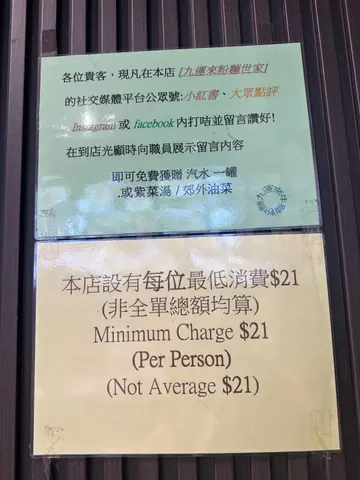 各位貴客，現凡在本店 [九運來粉麵世家]
的社交媒體平台公眾號:小紅書、大眾點評
Instagram 或 facebook 內打咭並留言讚好!
在到店光顧時向職員展示留言內容
即可免費獲贈 汽水 一罐
.或紫菜湯 / 郊外油菜
本店設有每位最低消費$21
(非全單總額均算)
Minimum Charge $21
(Per Person)
(Not Average $21)